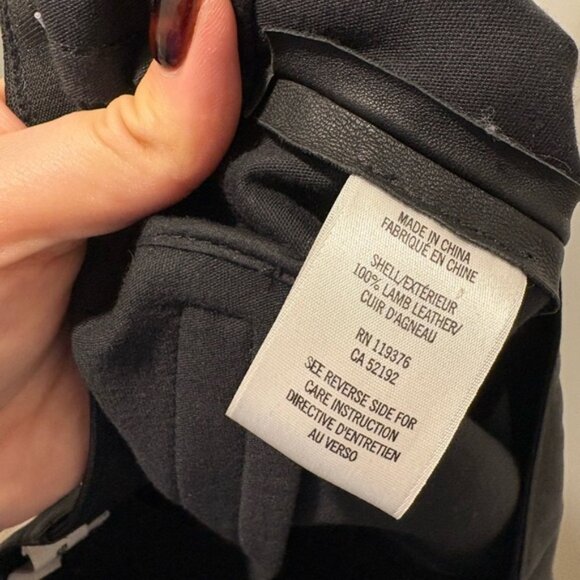 MADE IN CHINA
FABRIQUÉ EN CHINE
SHELL/EXTÉRIEUR
100% LAMB LEATHER/
CUIR D'AGNEAU
RN 119376
CA 52192
SEE REVERSE SIDE FOR
CARE INSTRUCTION
DIRECTIVE D'ENTRETIEN
AU VERSO